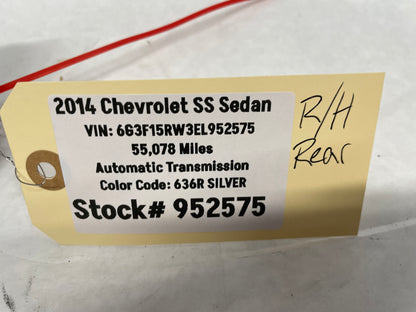 2014 Chevrolet SS Sedan
VIN: 6G3F15RW3EL952575
55,078 Miles
Automatic Transmission
Color Code: 636R SILVER
Stock# 952575
R/H
Rear